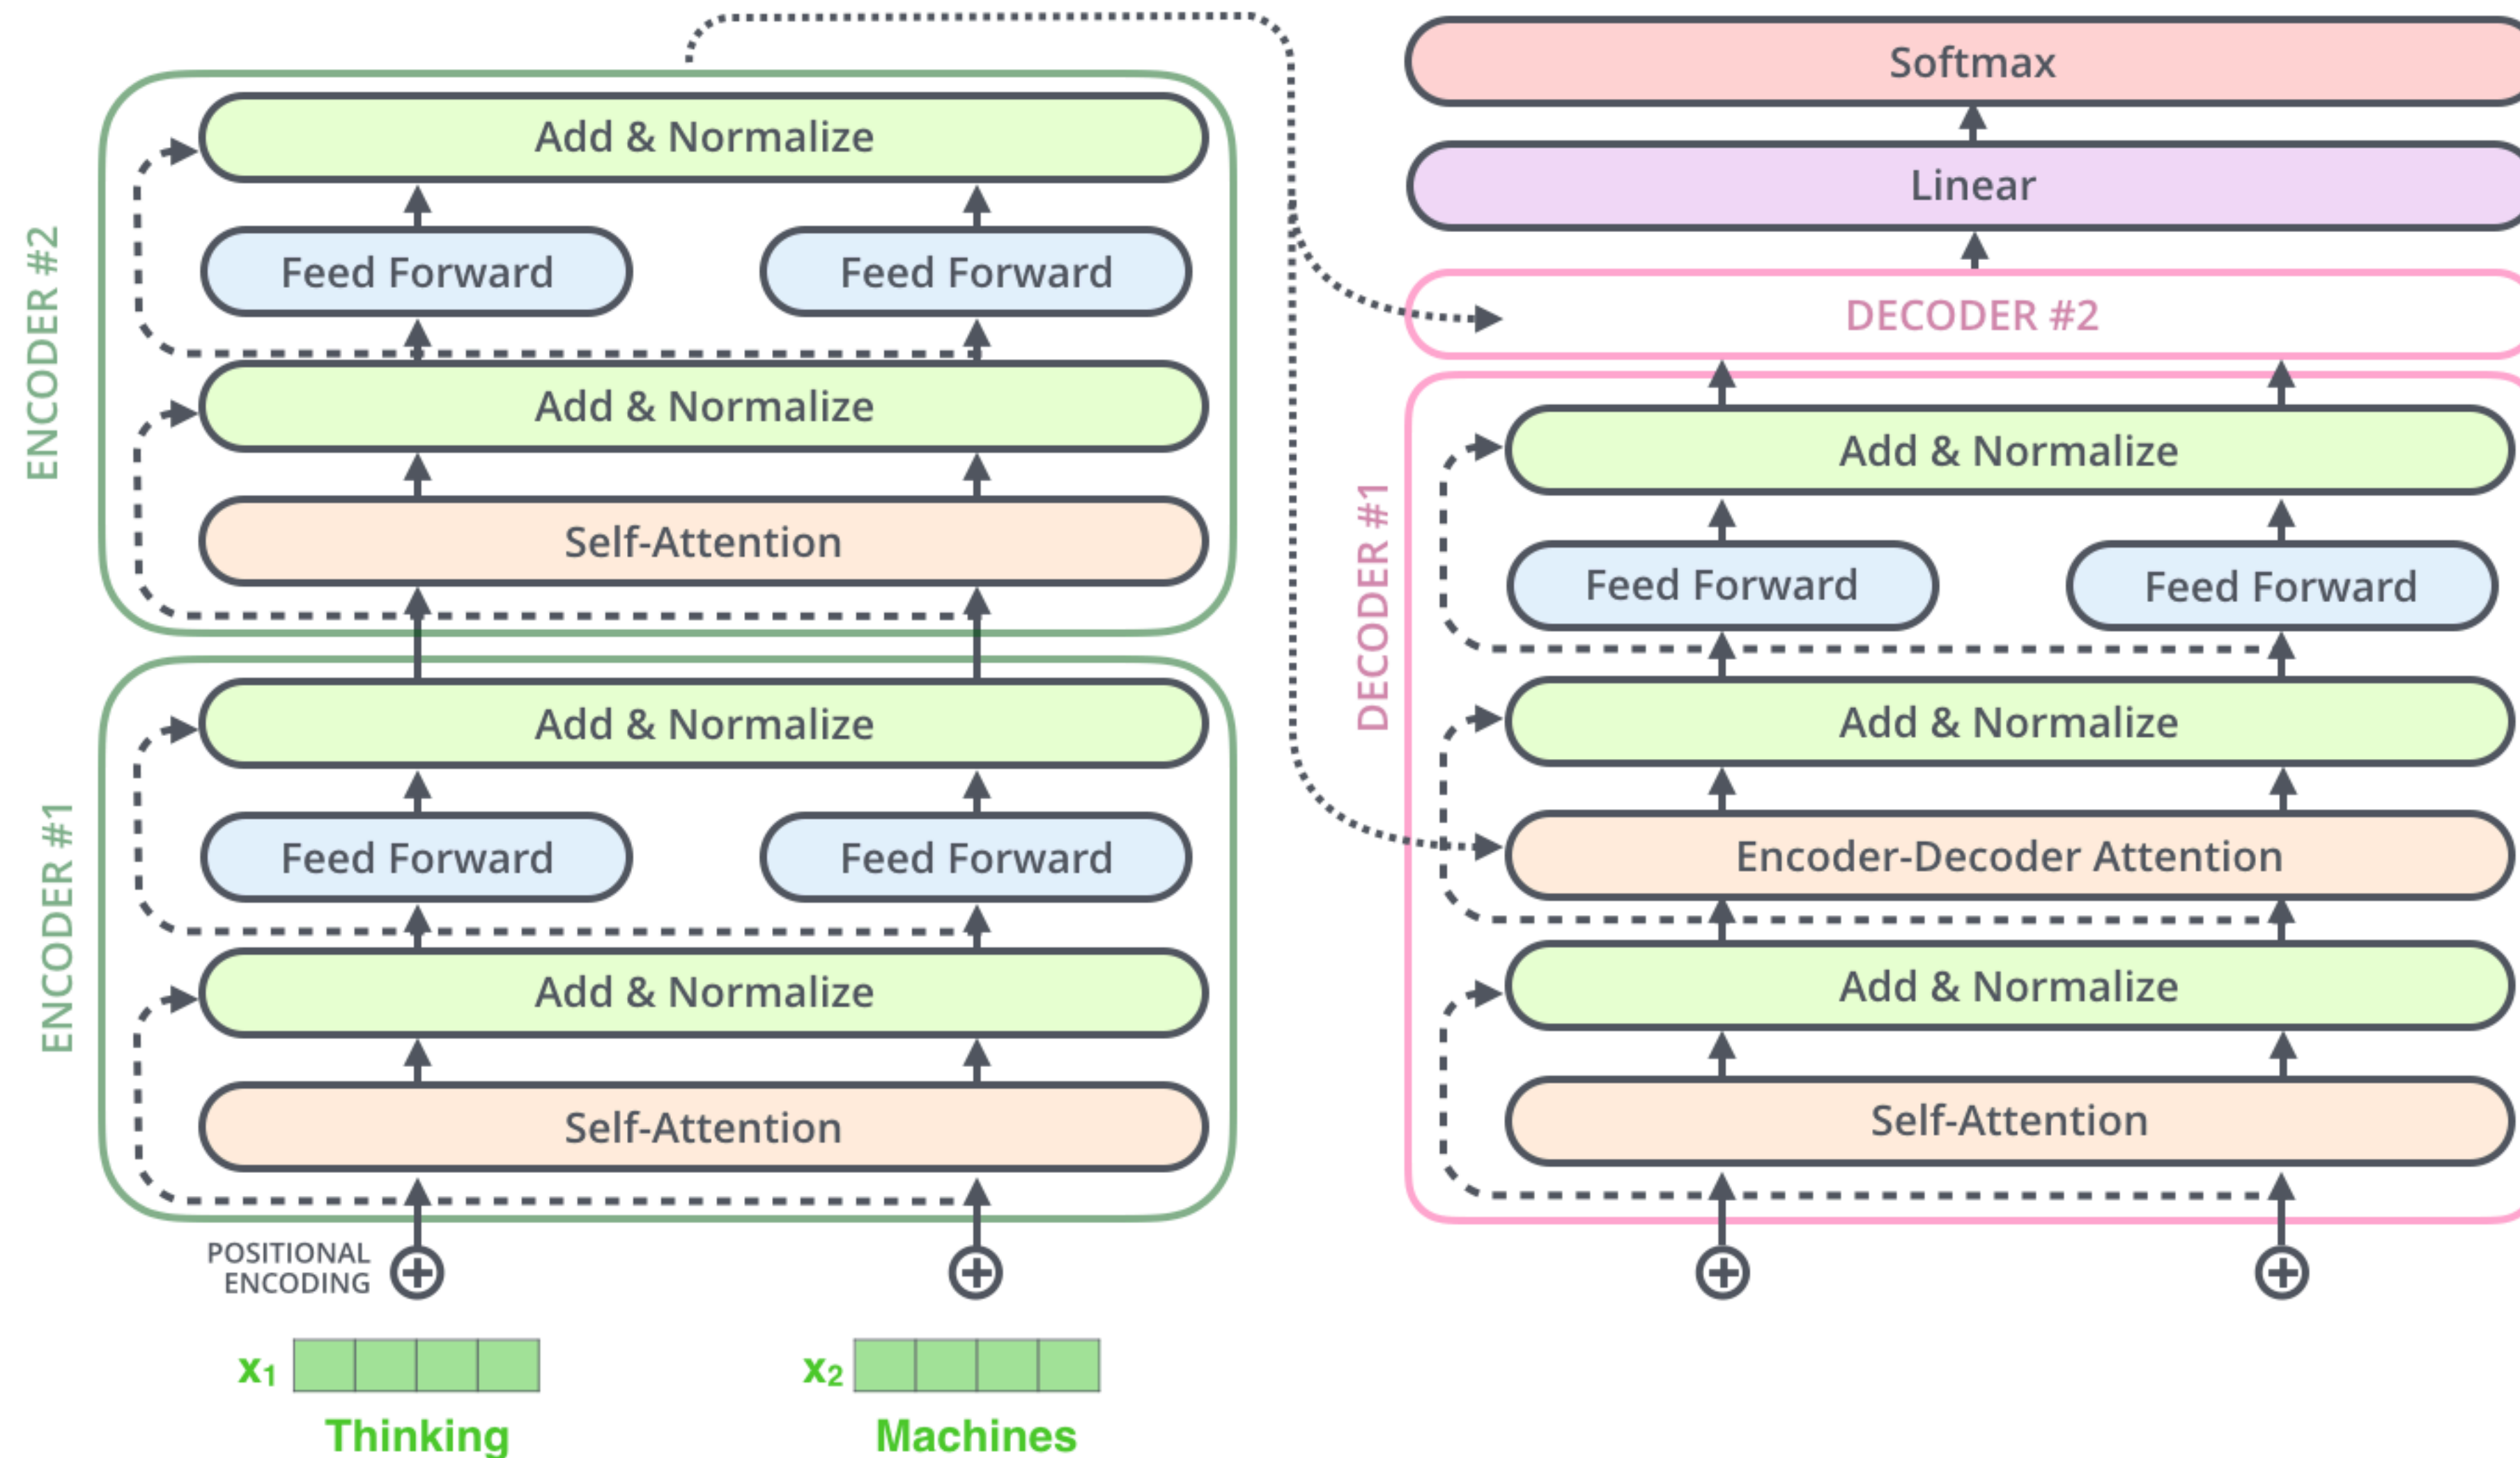 ENCODER #2
Add & Normalize
Feed Forward
Feed Forward
Add & Normalize
Self-Attention
ENCODER #1
Add & Normalize
Feed Forward
Feed Forward
Add & Normalize
Self-Attention
POSITIONAL
ENCODING
x₁
x₂
Thinking
Machines
Softmax
Linear
DECODER #2
DECODER #1
Add & Normalize
Feed Forward
Feed Forward
Add & Normalize
Encoder-Decoder Attention
Add & Normalize
Self-Attention